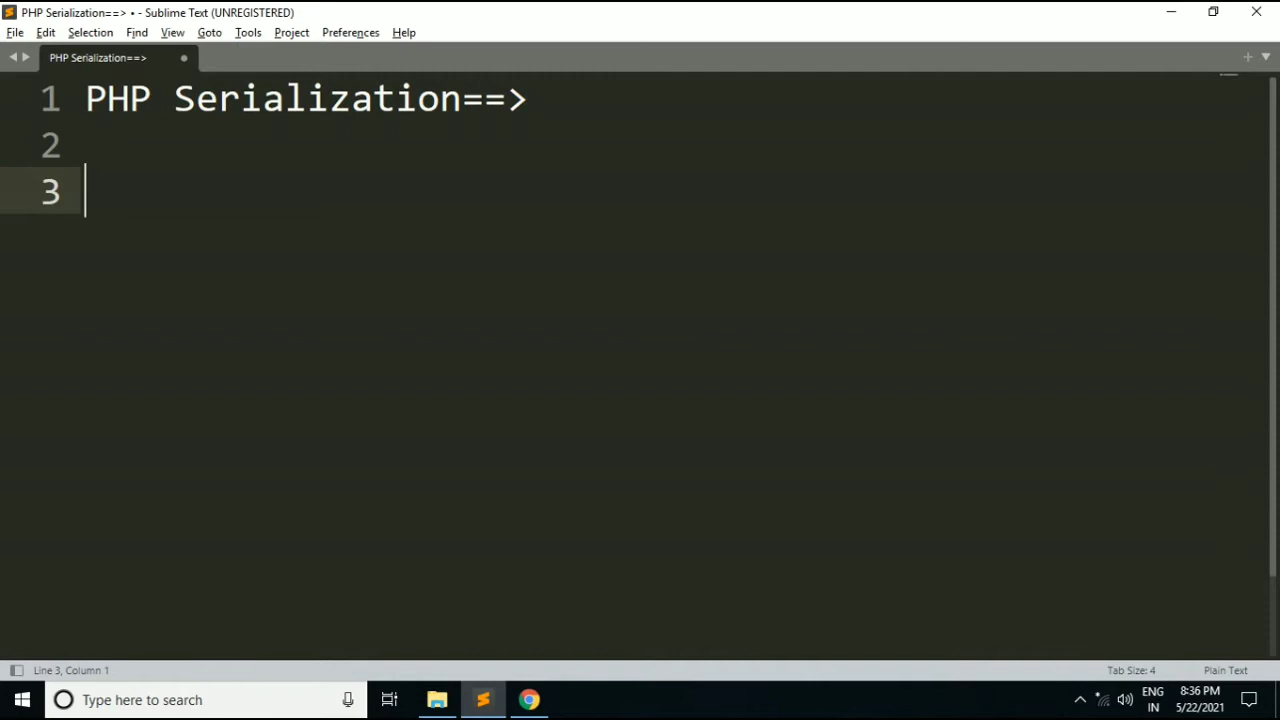 PHP Serialization==> • - Sublime Text (UNREGISTERED)
File Edit Selection Find View Goto Tools Project Preferences Help
PHP Serialization==>
1 PHP Serialization==>
2
3
Line 3, Column 1 Tab Size: 4 Plain Text
Type here to search
ENG
IN
8:36 PM
5/22/2021